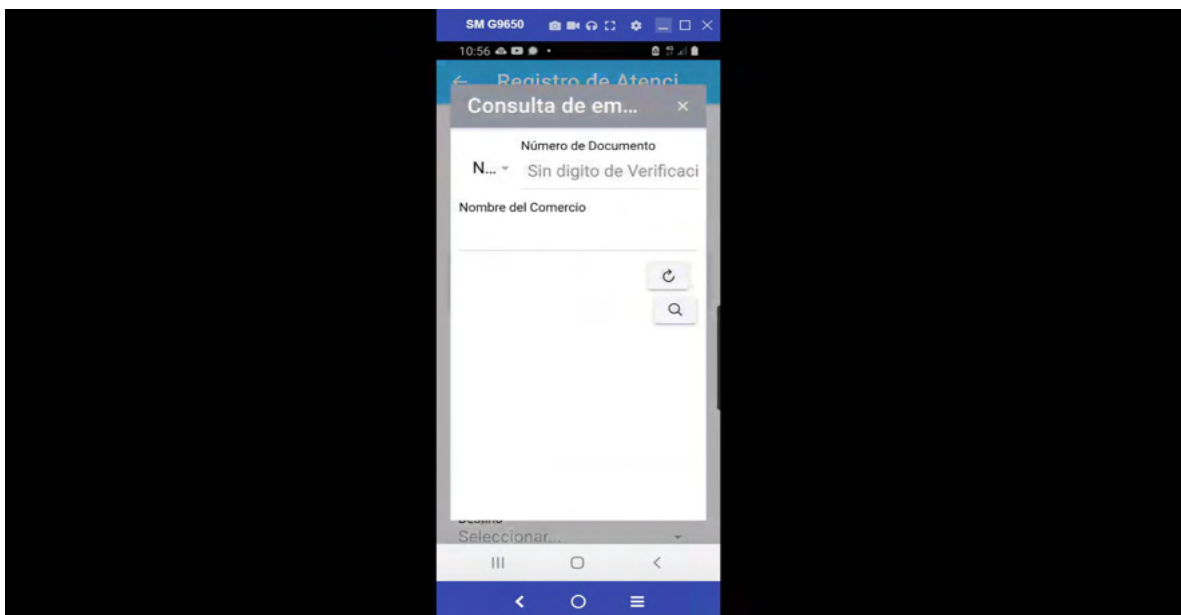 SM G9650
10:56
Registro de Atenci
Consulta de em...
Número de Documento
N...
Sin digito de Verificaci
Nombre del Comercio
Destino
Seleccionar...